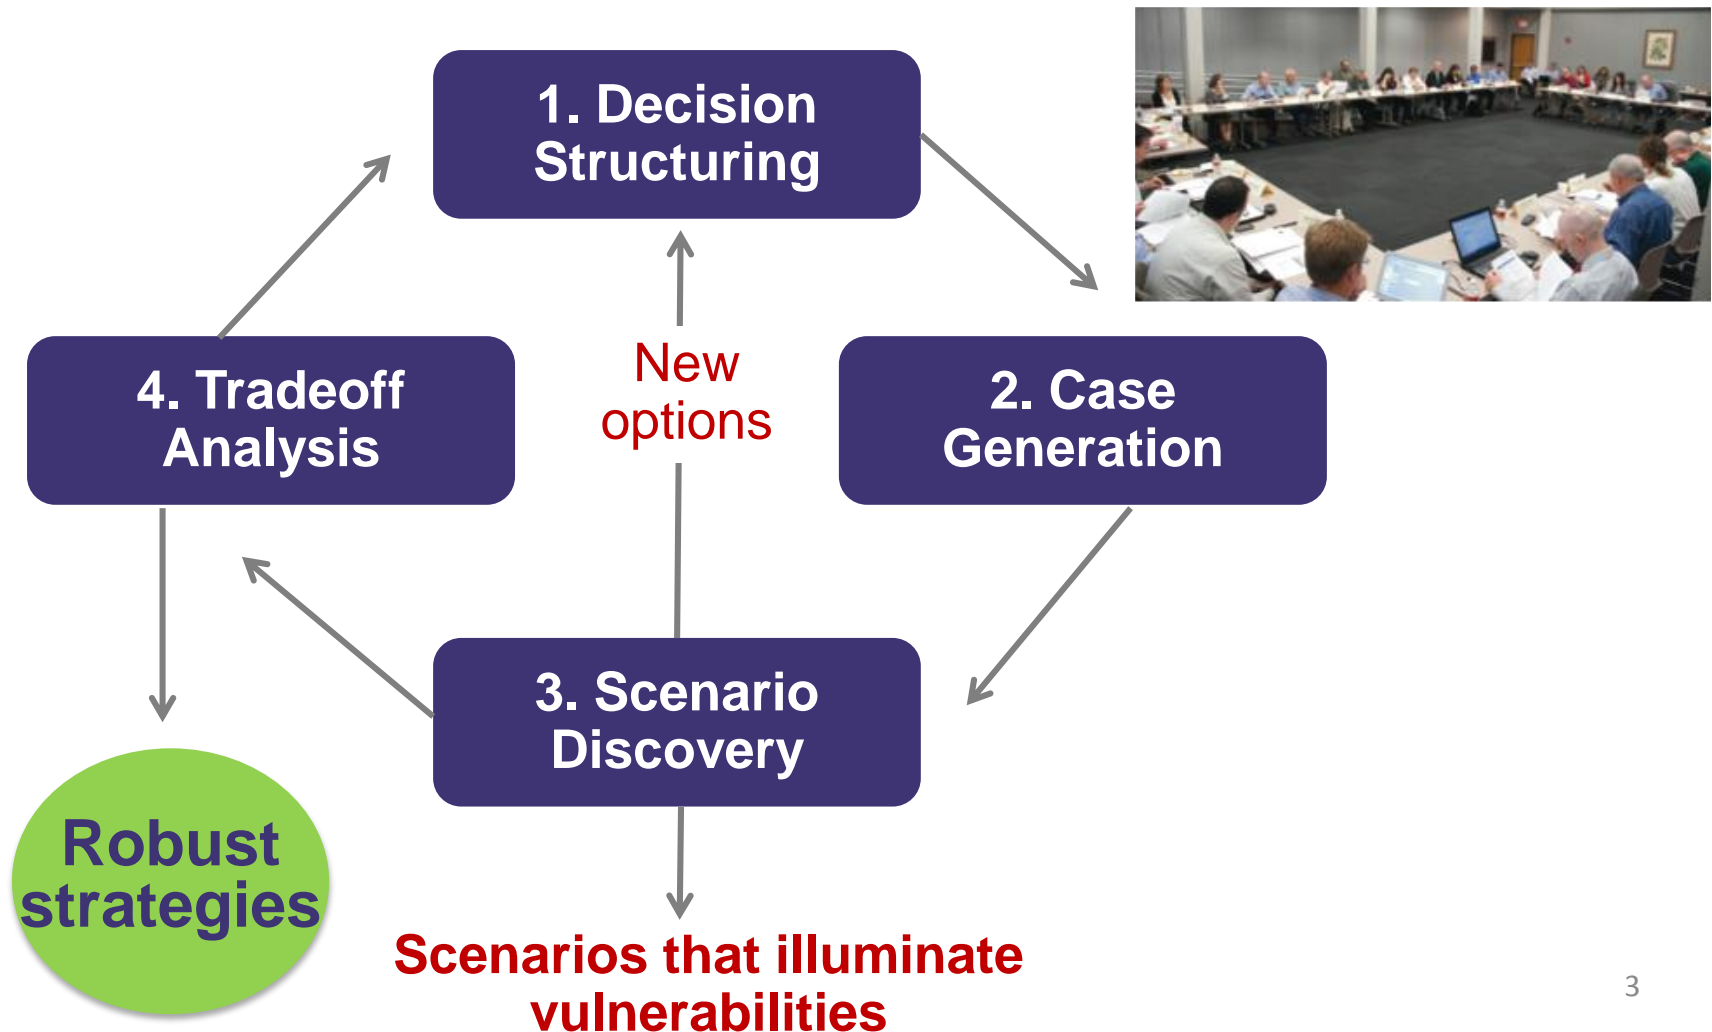 1. Decision
Structuring
4. Tradeoff
Analysis
New
options
2. Case
Generation
3. Scenario
Discovery
Robust
strategies
Scenarios that illuminate
vulnerabilities
3